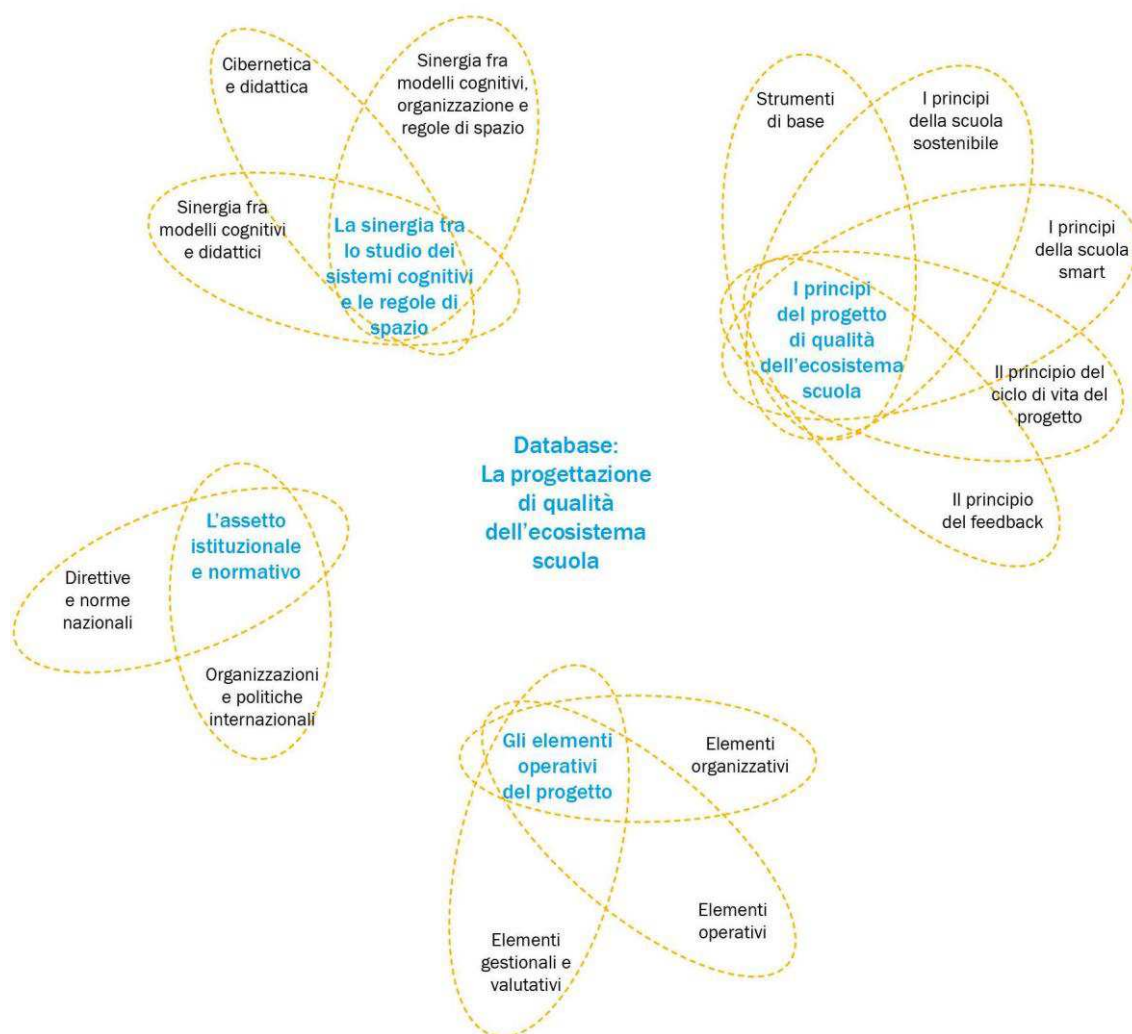 Cibernetica
e didattica
Sinergia fra
modelli cognitivi,
organizzazione e
regole di spazio
Sinergia fra
modelli cognitivi
e didattici
La sinergia tra
lo studio dei
sistemi cognitivi
e le regole di
spazio
Strumenti
di base
I principi
della scuola
sostenibile
I principi
della scuola
smart
I principi
del progetto
di qualità
dell'ecosistema
scuola
Il principio del
ciclo di vita del
progetto
Il principio
del feedback
Database:
La progettazione
di qualità
dell'ecosistema
scuola
L'assetto
istituzionale
e normativo
Direttive
e norme
nazionali
Organizzazioni
e politiche
internazionali
Gli elementi
operativi
del progetto
Elementi
organizzativi
Elementi
operativi
Elementi
gestionali e
valutativi